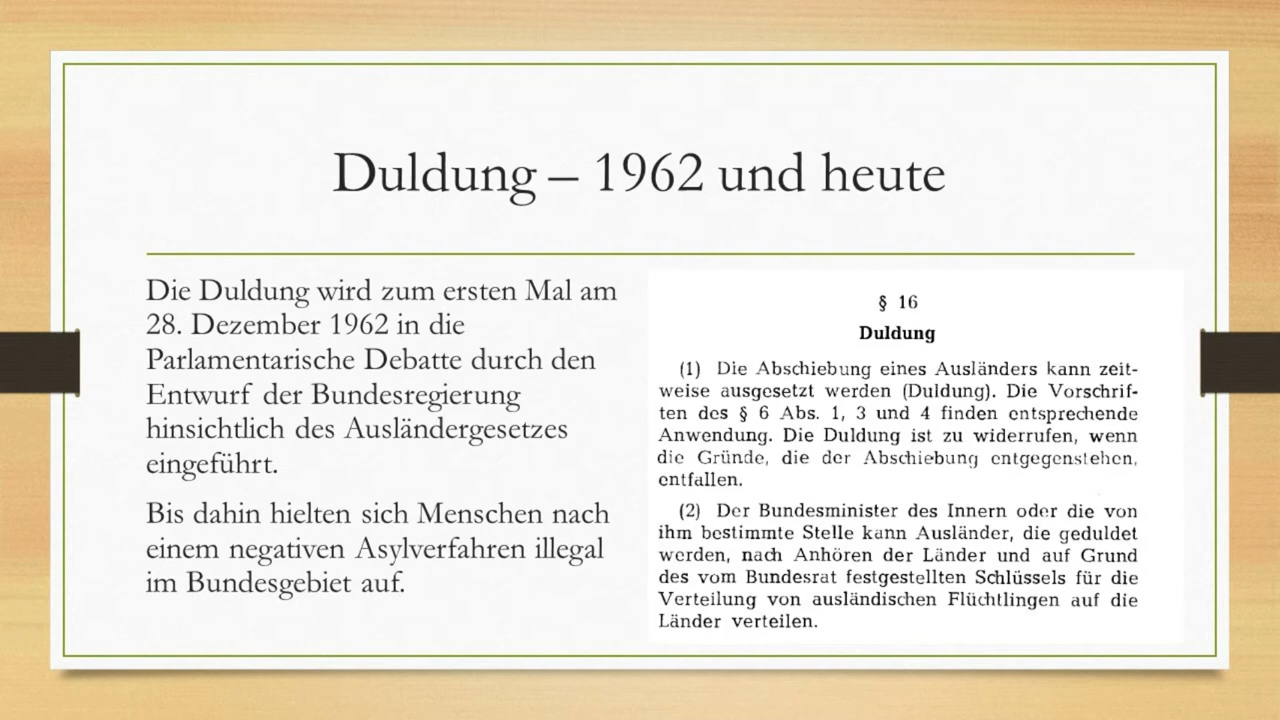 Duldung – 1962 und heute
Die Duldung wird zum ersten Mal am
28. Dezember 1962 in die
Parlamentarische Debatte durch den
Entwurf der Bundesregierung
hinsichtlich des Ausländergesetzes
eingeführt.
Bis dahin hielten sich Menschen nach
einem negativen Asylverfahren illegal
im Bundesgebiet auf.
§ 16
Duldung
(1) Die Abschiebung eines Ausländers kann zeit-
weise ausgesetzt werden (Duldung). Die Vorschrif-
ten des § 6 Abs. 1, 3 und 4 finden entsprechende
Anwendung. Die Duldung ist zu widerrufen, wenn
die Gründe, die der Abschiebung entgegenstehen,
entfallen.
(2) Der Bundesminister des Innern oder die von
ihm bestimmte Stelle kann Ausländer, die geduldet
werden, nach Anhören der Länder und auf Grund
des vom Bundesrat festgestellten Schlüssels für die
Verteilung von ausländischen Flüchtlingen auf die
Länder verteilen.